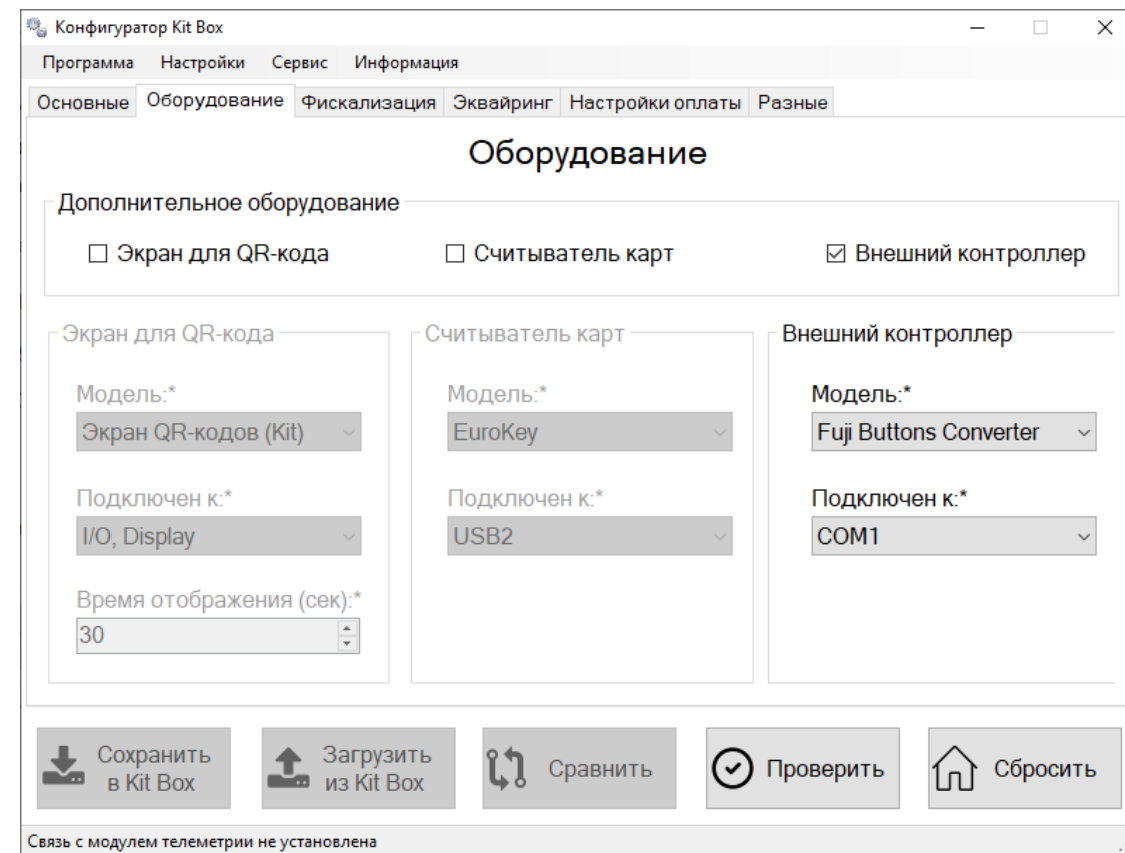 Конфигуратор Kit Box
Программа Настройки Сервис Информация
Основные Оборудование Фискализация Эквайринг Настройки оплаты Разные
Оборудование
Дополнительное оборудование
Экран для QR-кода Считыватель карт Внешний контроллер
Экран для QR-кода Считыватель карт Внешний контроллер
Модель:* Модель:* Модель:*
Экран QR-кодов (Kit) EuroKey Fuji Buttons Converter
Подключен к:* Подключен к:* Подключен к:*
I/O, Display USB2 COM1
Время отображения (сек):*
30
Сохранить в Kit Box Загрузить из Kit Box Сравнить Проверить Сбросить
Связь с модулем телеметрии не установлена